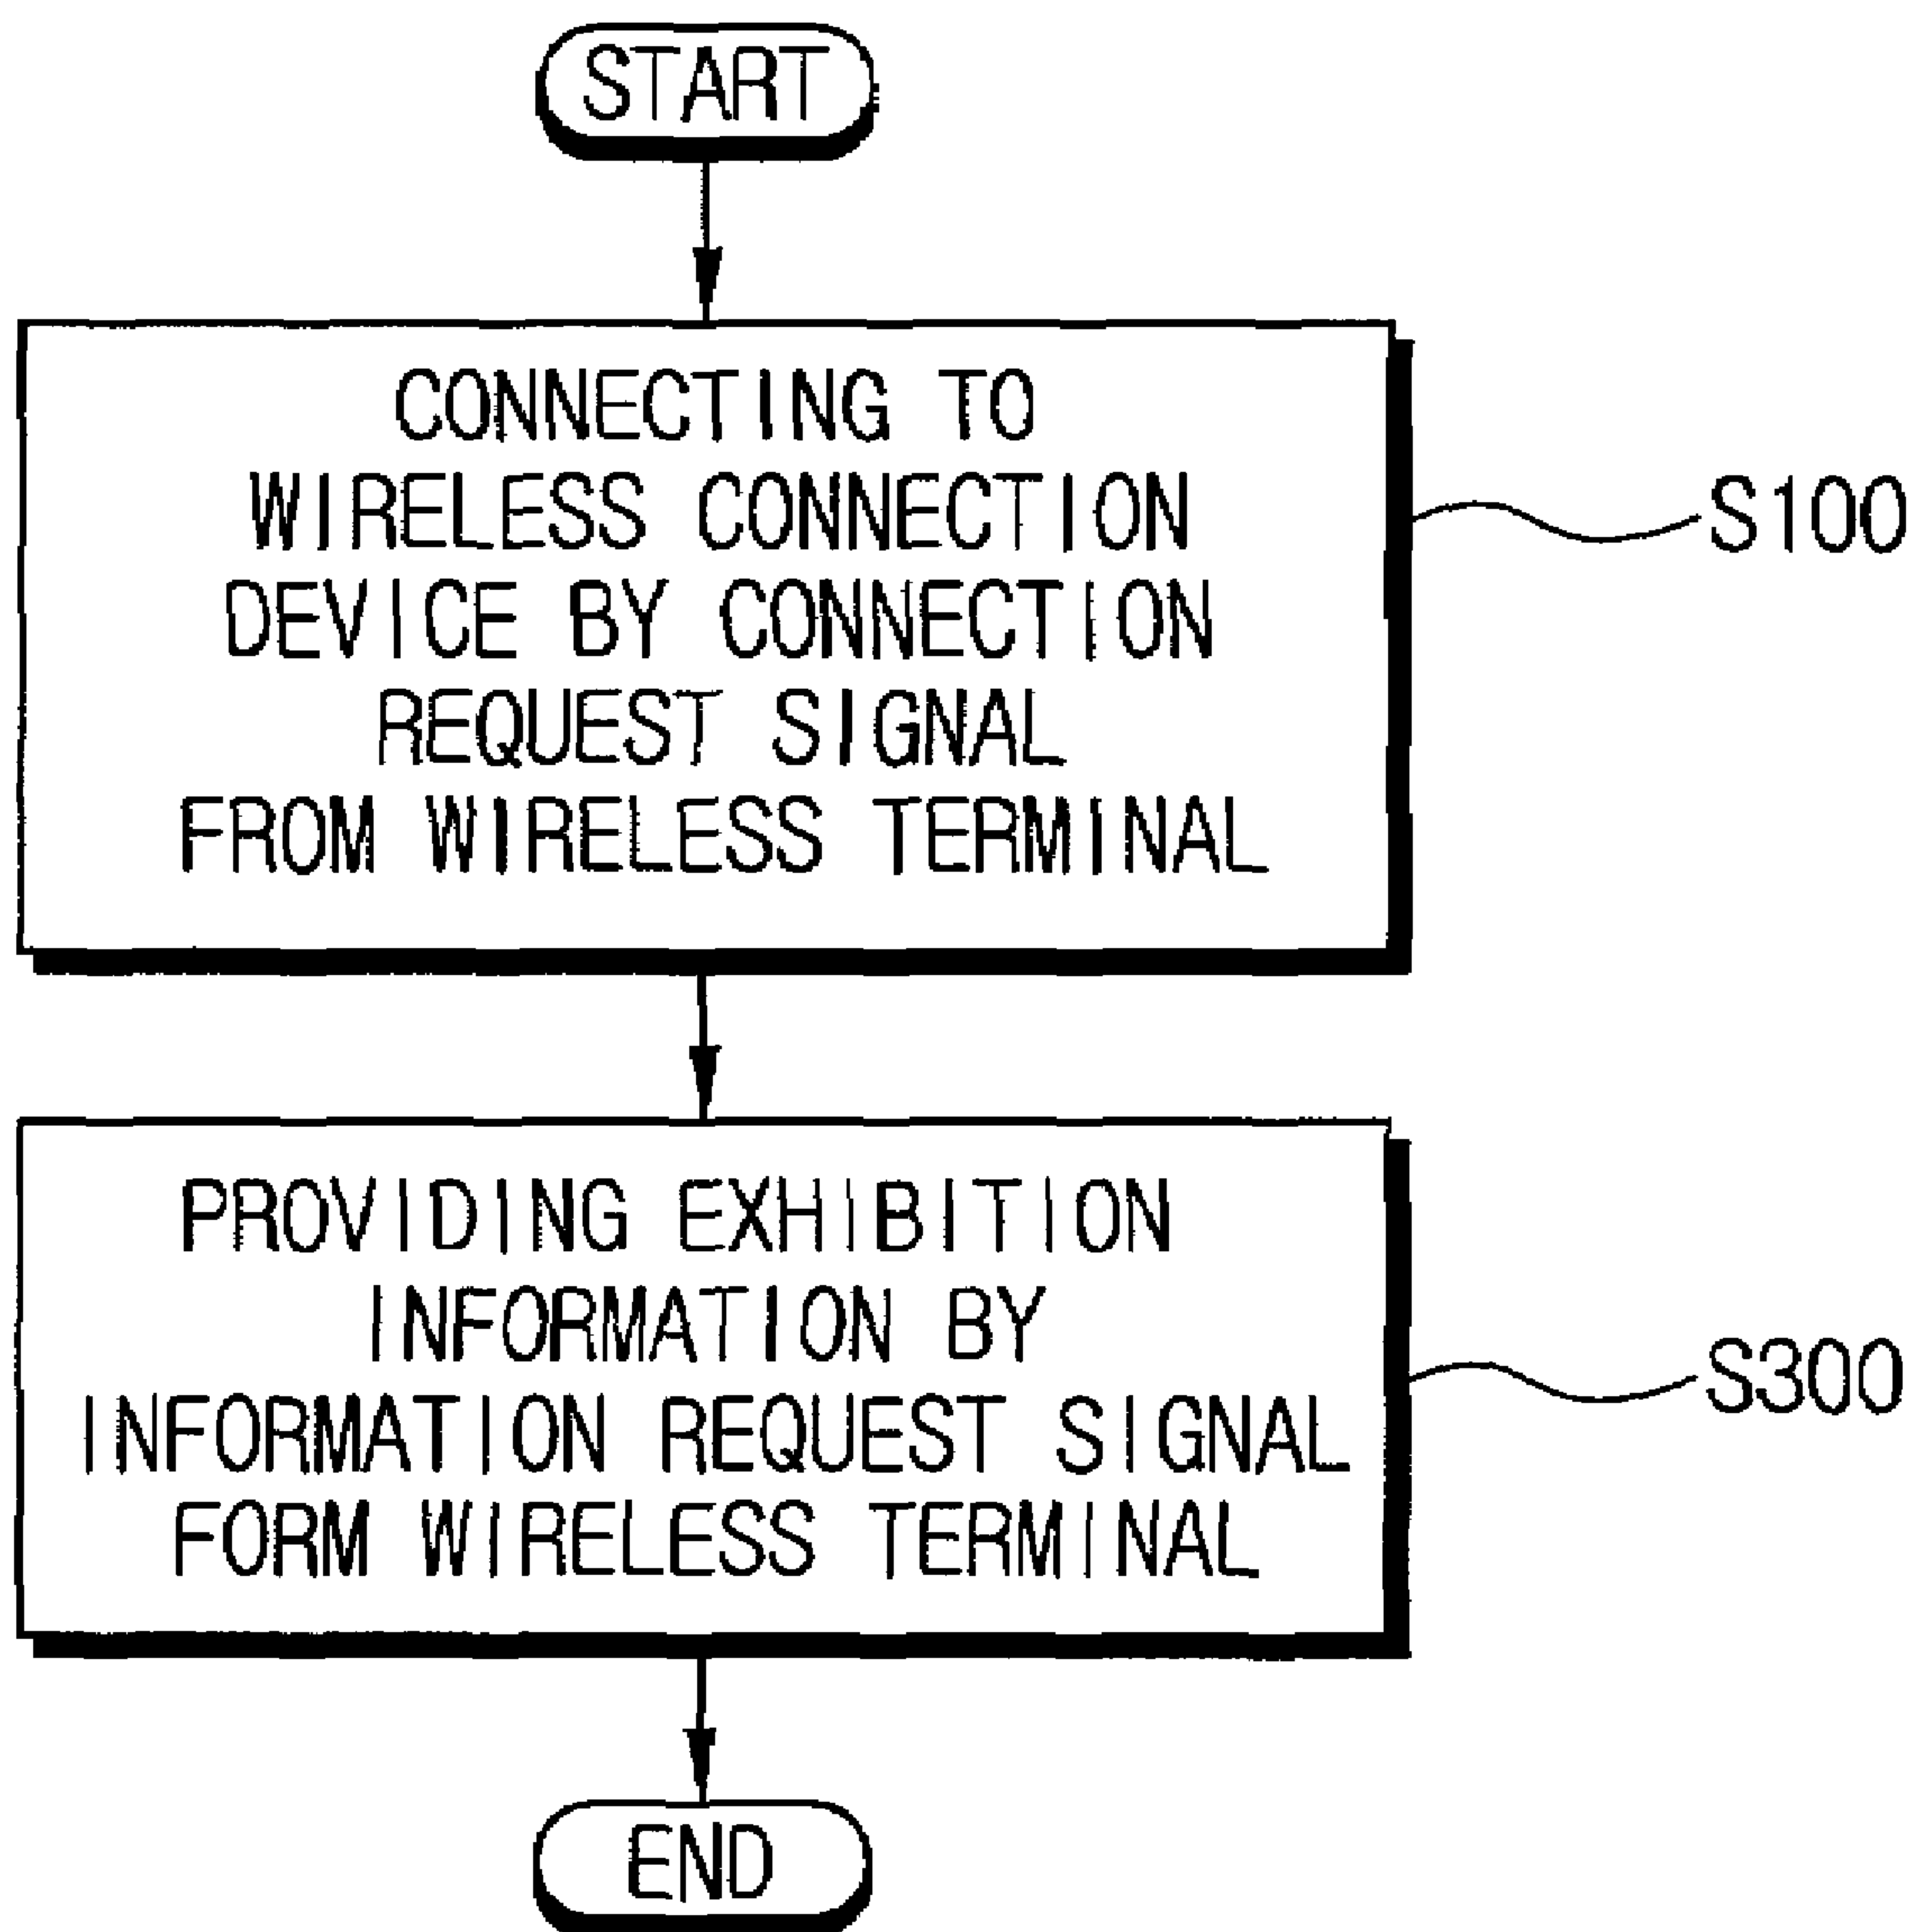 START
CONNECTING TO
WIRELESS CONNECTION
DEVICE BY CONNECTION
REQUEST SIGNAL
FROM WIRELESS TERMINAL
S100
PROVIDING EXHIBITION
INFORMATION BY
INFORMATION REQUEST SIGNAL
FORM WIRELESS TERMINAL
S300
END